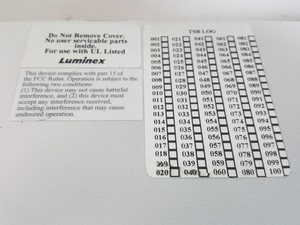 Do Not Remove Cover.
No user servicable parts
inside.
For use with UL Listed
Luminex
This device complies with part 15 of
the FCC Rules. Operation is subject to the
following two conditions:
(1) This device may not cause harmful
interference, and (2) this device must
accept any interference received,
including interference that may cause
undesired operation.
TSB LOG
001 021 041 061 081
002 022 042 062 082
003 023 043 063 083
004 024 044 064 084
005 025 045 065 085
006 026 046 066 086
007 027 047 067 087
008 028 048 068 088
009 029 049 069 089
010 030 050 070 090
011 031 051 071 091
012 032 052 072 092
013 033 053 073 093
014 034 054 074 094
015 035 055 075 095
016 036 056 076 096
017 037 057 077 097
018 038 058 078 098
019 039 059 079 099
020 040 060 080 100